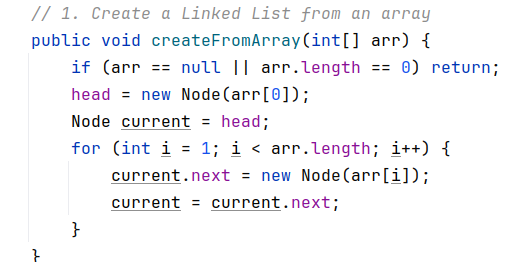 // 1. Create a Linked List from an array
public void createFromArray(int[] arr) {
    if (arr == null || arr.length == 0) return;
    head = new Node(arr[0]);
    Node current = head;
    for (int i = 1; i < arr.length; i++) {
        current.next = new Node(arr[i]);
        current = current.next;
    }
}